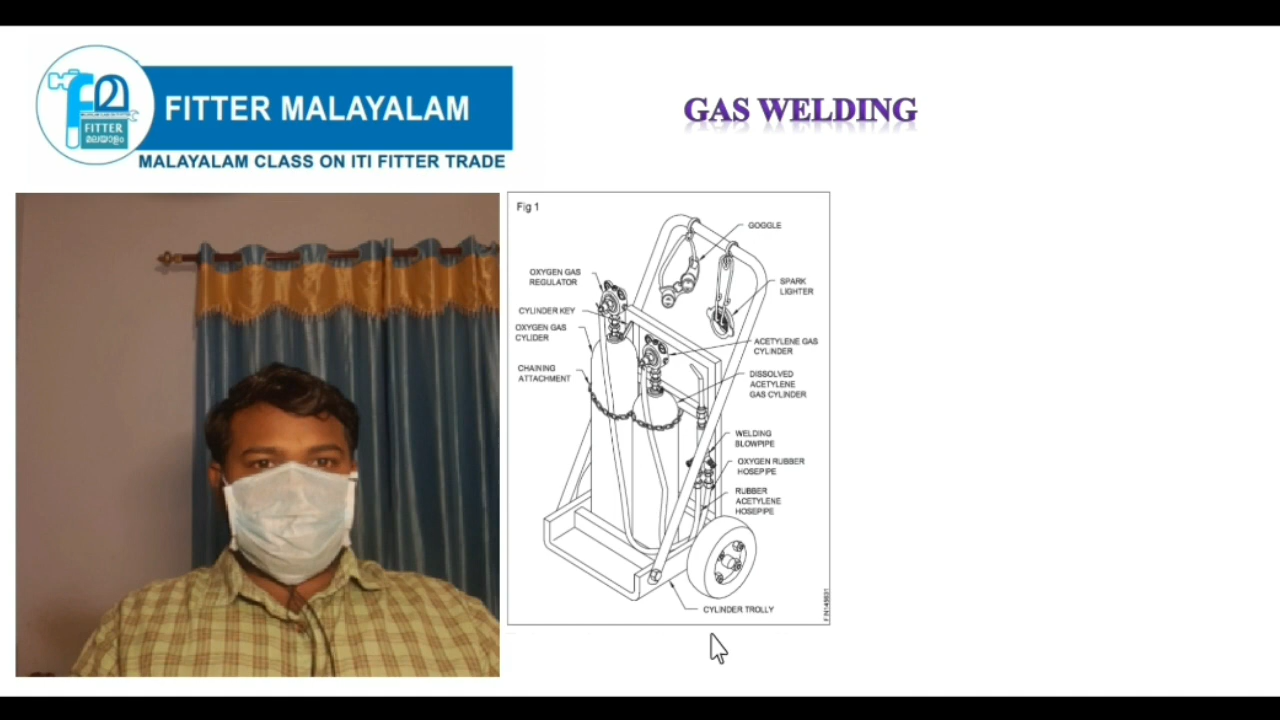 FITTER
മലയാളം
FITTER MALAYALAM
MALAYALAM CLASS ON ITI FITTER TRADE
GAS WELDING
Fig 1
GOGGLE
OXYGEN GAS
REGULATOR
SPARK
LIGHTER
CYLINDER KEY
OXYGEN GAS
CYLIDER
ACETYLENE GAS
CYLINDER
CHAINING
ATTACHMENT
DISSOLVED
ACETYLENE
GAS CYLINDER
WELDING
BLOWPIPE
OXYGEN RUBBER
HOSEPIPE
RUBBER
ACETYLENE
HOSEPIPE
CYLINDER TROLLY